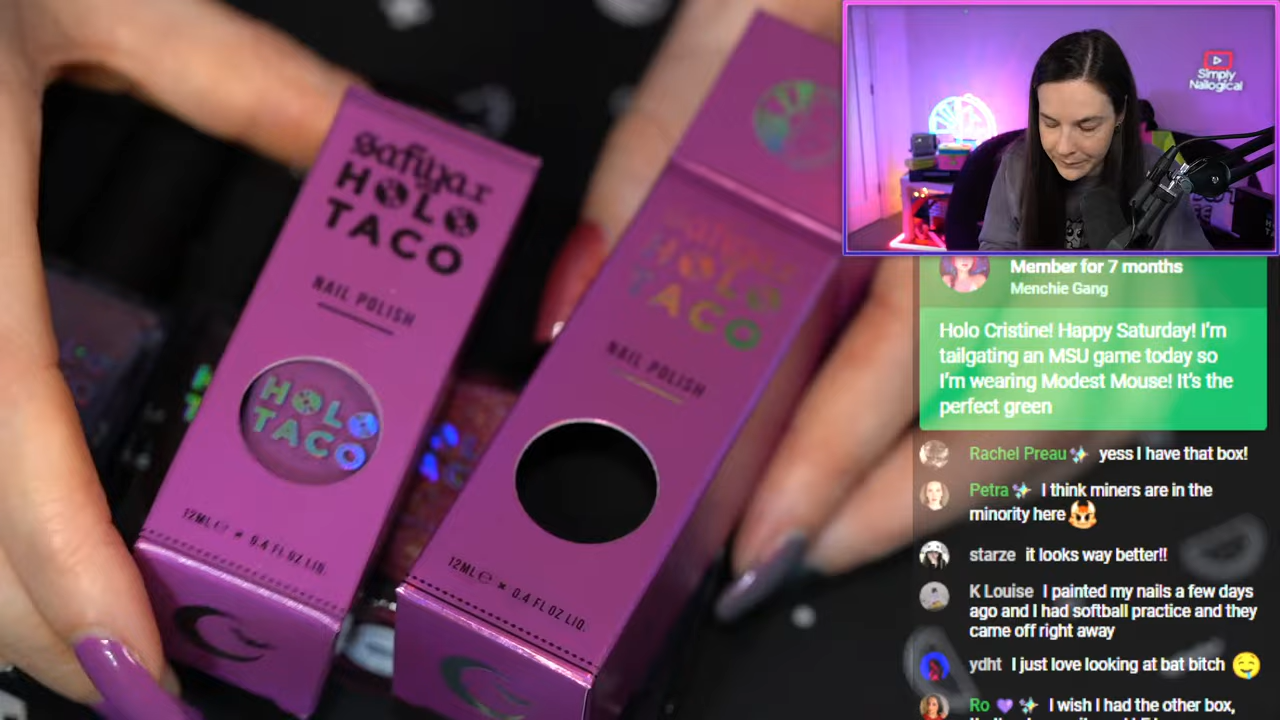 safiya's
HOLO
TACO
NAIL POLISH
HOLO
TACO
12ML℮ * 0.4 FL OZ LIQ.
safiya's
HOLO
TACO
NAIL POLISH
12ML℮ * 0.4 FL OZ LIQ.
Simply
Nailogical
Member for 7 months
Menchie Gang
Holo Cristine! Happy Saturday! I'm
tailgating an MSU game today so
I'm wearing Modest Mouse! It's the
perfect green
Rachel Preau yess I have that box!
Petra I think miners are in the
minority here
starze it looks way better!!
K Louise I painted my nails a few days
ago and I had softball practice and they
came off right away
ydht I just love looking at bat bitch
Ro I wish I had the other box,